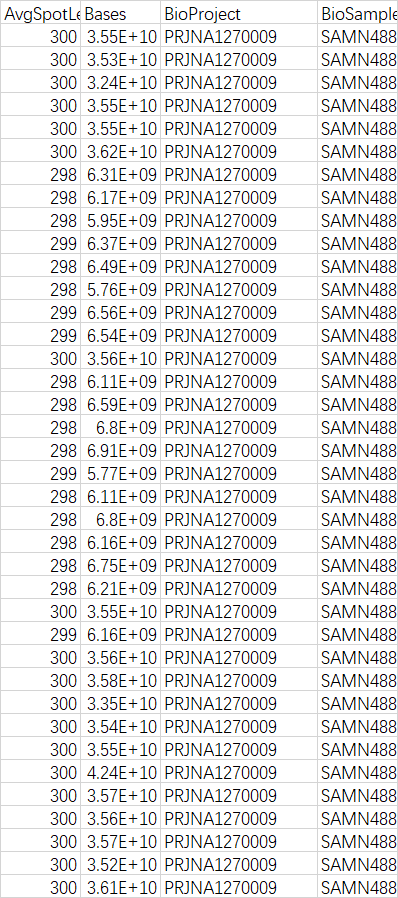 AvgSpotLe Bases BioProject BioSample
300 3.55E+10 PRJNA1270009 SAMN488
300 3.53E+10 PRJNA1270009 SAMN488
300 3.24E+10 PRJNA1270009 SAMN488
300 3.55E+10 PRJNA1270009 SAMN488
300 3.55E+10 PRJNA1270009 SAMN488
300 3.62E+10 PRJNA1270009 SAMN488
298 6.31E+09 PRJNA1270009 SAMN488
298 6.17E+09 PRJNA1270009 SAMN488
298 5.95E+09 PRJNA1270009 SAMN488
299 6.37E+09 PRJNA1270009 SAMN488
298 6.49E+09 PRJNA1270009 SAMN488
298 5.76E+09 PRJNA1270009 SAMN488
299 6.56E+09 PRJNA1270009 SAMN488
299 6.54E+09 PRJNA1270009 SAMN488
300 3.56E+10 PRJNA1270009 SAMN488
298 6.11E+09 PRJNA1270009 SAMN488
298 6.59E+09 PRJNA1270009 SAMN488
298 6.8E+09 PRJNA1270009 SAMN488
298 6.91E+09 PRJNA1270009 SAMN488
299 5.77E+09 PRJNA1270009 SAMN488
298 6.11E+09 PRJNA1270009 SAMN488
298 6.8E+09 PRJNA1270009 SAMN488
298 6.16E+09 PRJNA1270009 SAMN488
298 6.75E+09 PRJNA1270009 SAMN488
298 6.21E+09 PRJNA1270009 SAMN488
300 3.55E+10 PRJNA1270009 SAMN488
299 6.16E+09 PRJNA1270009 SAMN488
300 3.56E+10 PRJNA1270009 SAMN488
300 3.58E+10 PRJNA1270009 SAMN488
300 3.35E+10 PRJNA1270009 SAMN488
300 3.54E+10 PRJNA1270009 SAMN488
300 3.55E+10 PRJNA1270009 SAMN488
300 4.24E+10 PRJNA1270009 SAMN488
300 3.57E+10 PRJNA1270009 SAMN488
300 3.56E+10 PRJNA1270009 SAMN488
300 3.57E+10 PRJNA1270009 SAMN488
300 3.52E+10 PRJNA1270009 SAMN488
300 3.61E+10 PRJNA1270009 SAMN488